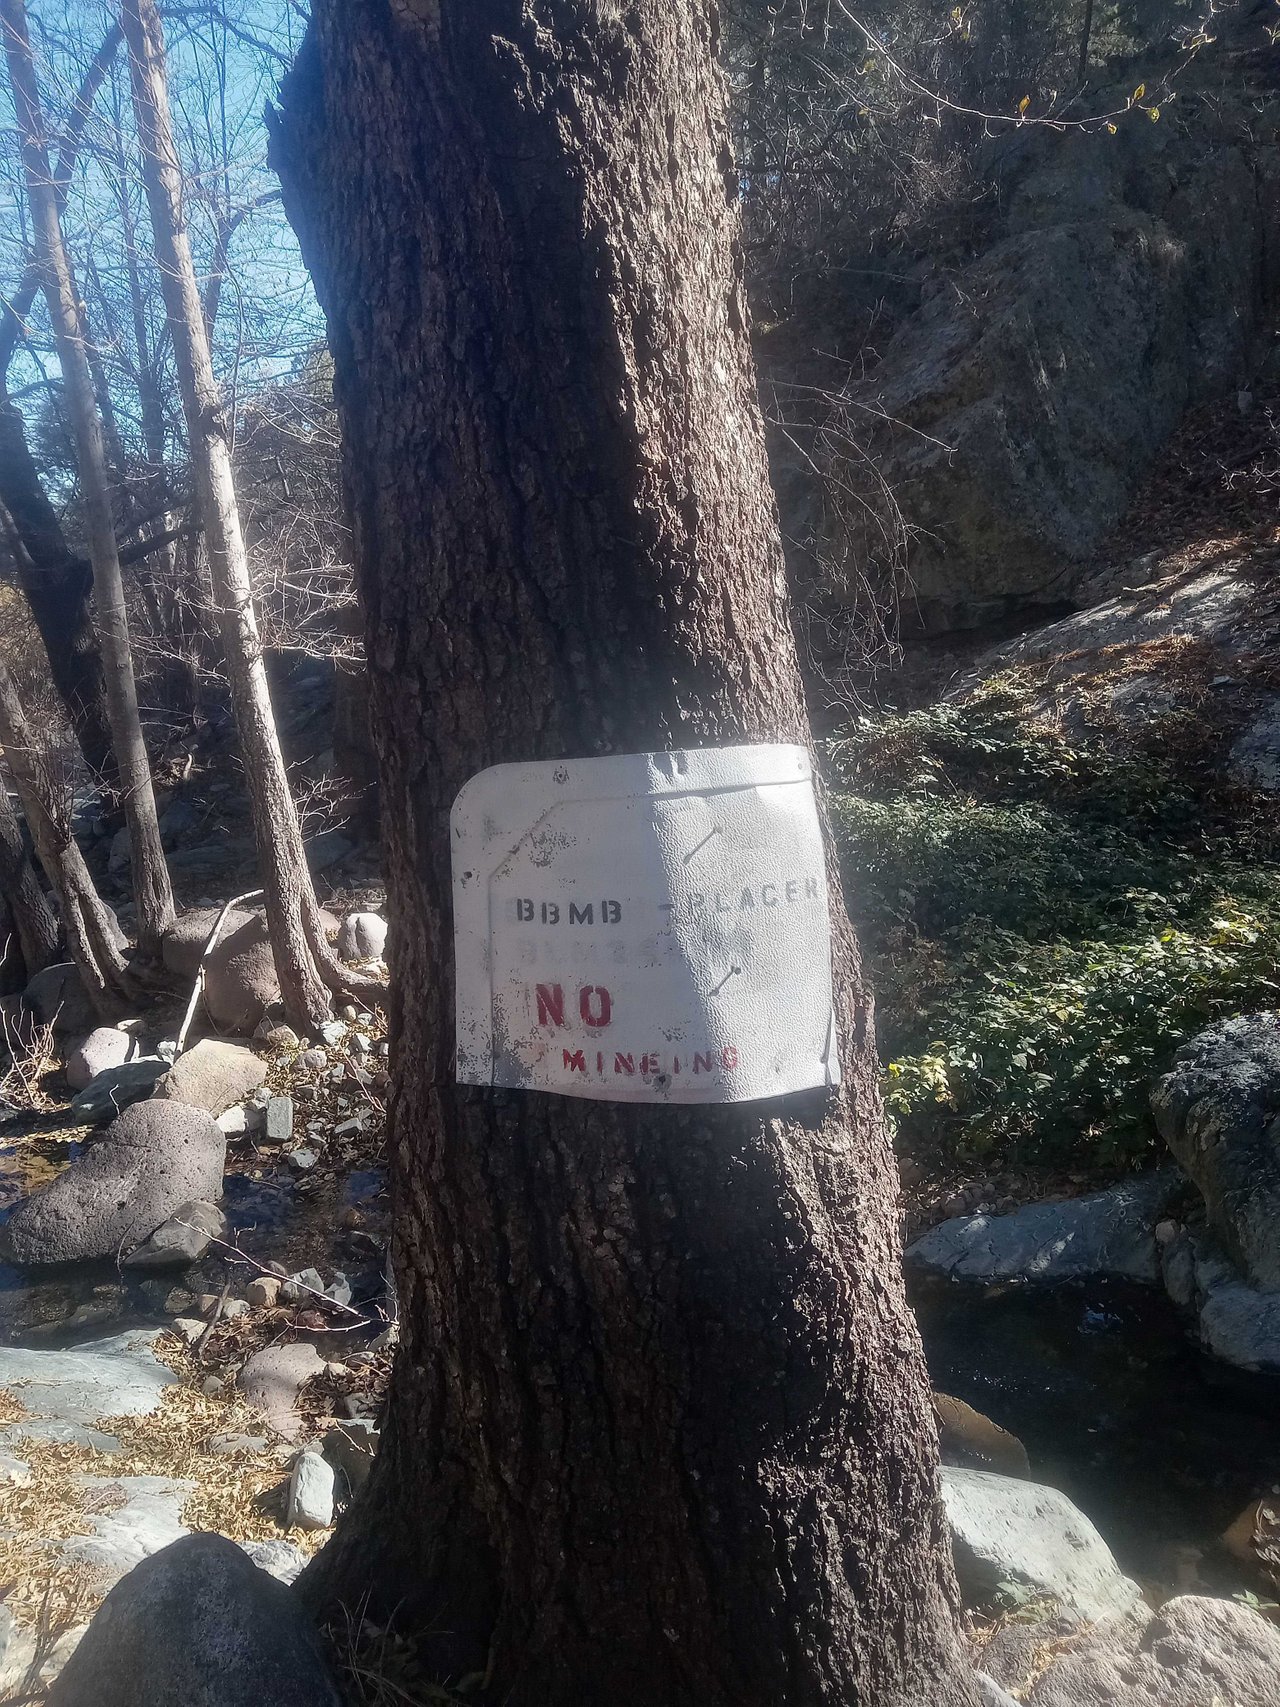 BBMB - PLACER
NO
MINEING